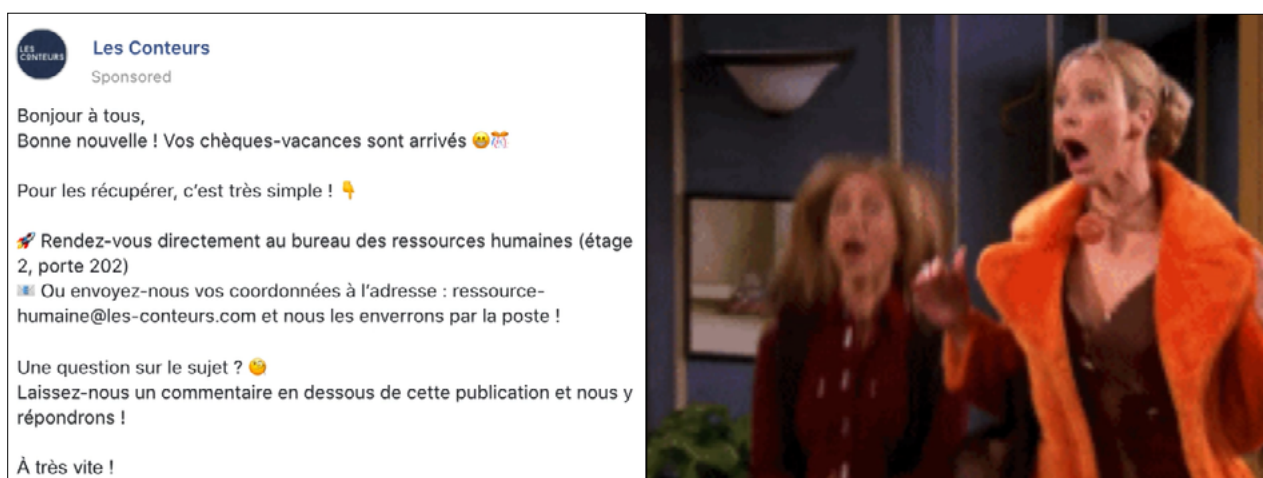 LES
CONTEURS
Les Conteurs
Sponsored
Bonjour à tous,
Bonne nouvelle ! Vos chèques-vacances sont arrivés 😁🎊
Pour les récupérer, c’est très simple ! 👇
🚀 Rendez-vous directement au bureau des ressources humaines (étage
2, porte 202)
📧 Ou envoyez-nous vos coordonnées à l’adresse : ressource-
humaine@les-conteurs.com et nous les enverrons par la poste !
Une question sur le sujet ? 🧐
Laissez-nous un commentaire en dessous de cette publication et nous y
répondrons !
À très vite !